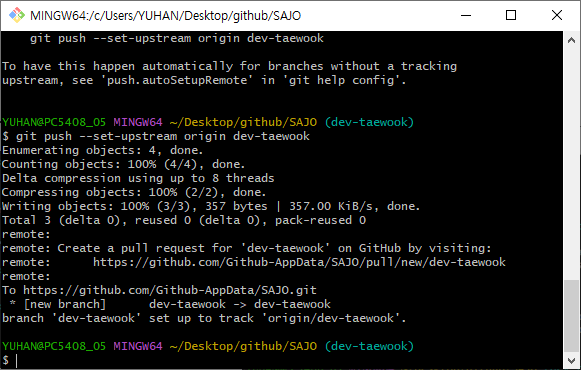 MINGW64:/c/Users/YUHAN/Desktop/github/SAJO
    git push --set-upstream origin dev-taewook

To have this happen automatically for branches without a tracking
upstream, see 'push.autoSetupRemote' in 'git help config'.

YUHAN@PC5408_05 MINGW64 ~/Desktop/github/SAJO (dev-taewook)
$ git push --set-upstream origin dev-taewook
Enumerating objects: 4, done.
Counting objects: 100% (4/4), done.
Delta compression using up to 8 threads
Compressing objects: 100% (2/2), done.
Writing objects: 100% (3/3), 357 bytes | 357.00 KiB/s, done.
Total 3 (delta 0), reused 0 (delta 0), pack-reused 0
remote:
remote: Create a pull request for 'dev-taewook' on GitHub by visiting:
remote:      https://github.com/Github-AppData/SAJO/pull/new/dev-taewook
remote:
To https://github.com/Github-AppData/SAJO.git
 * [new branch]      dev-taewook -> dev-taewook
branch 'dev-taewook' set up to track 'origin/dev-taewook'.

YUHAN@PC5408_05 MINGW64 ~/Desktop/github/SAJO (dev-taewook)
$